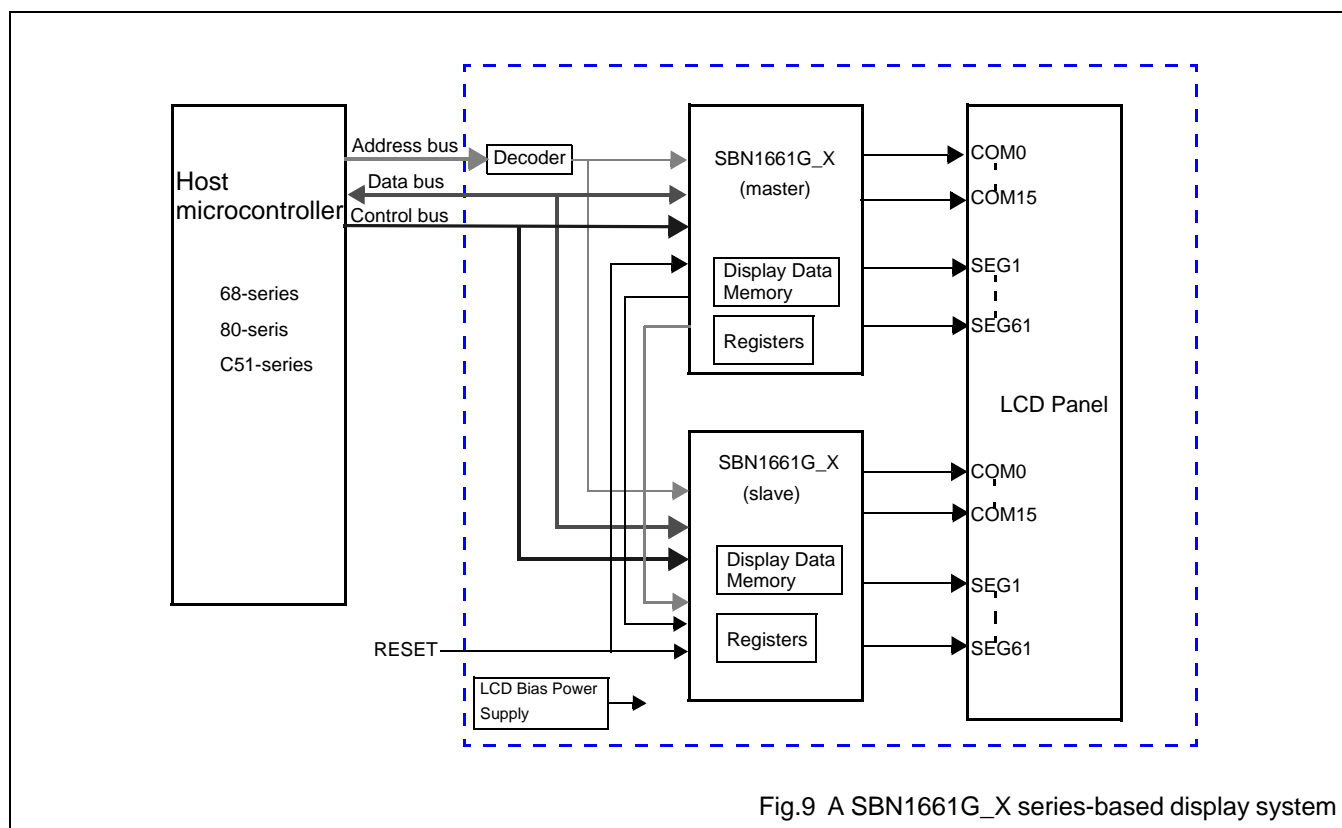 Host
microcontroller
68-series
80-seris
C51-series
Address bus
Data bus
Control bus
Decoder
SBN1661G_X
(master)
Display Data
Memory
Registers
COM0
COM15
SEG1
SEG61
LCD Panel
SBN1661G_X
(slave)
Display Data
Memory
Registers
COM0
COM15
SEG1
SEG61
RESET
LCD Bias Power
Supply
Fig.9 A SBN1661G_X series-based display system